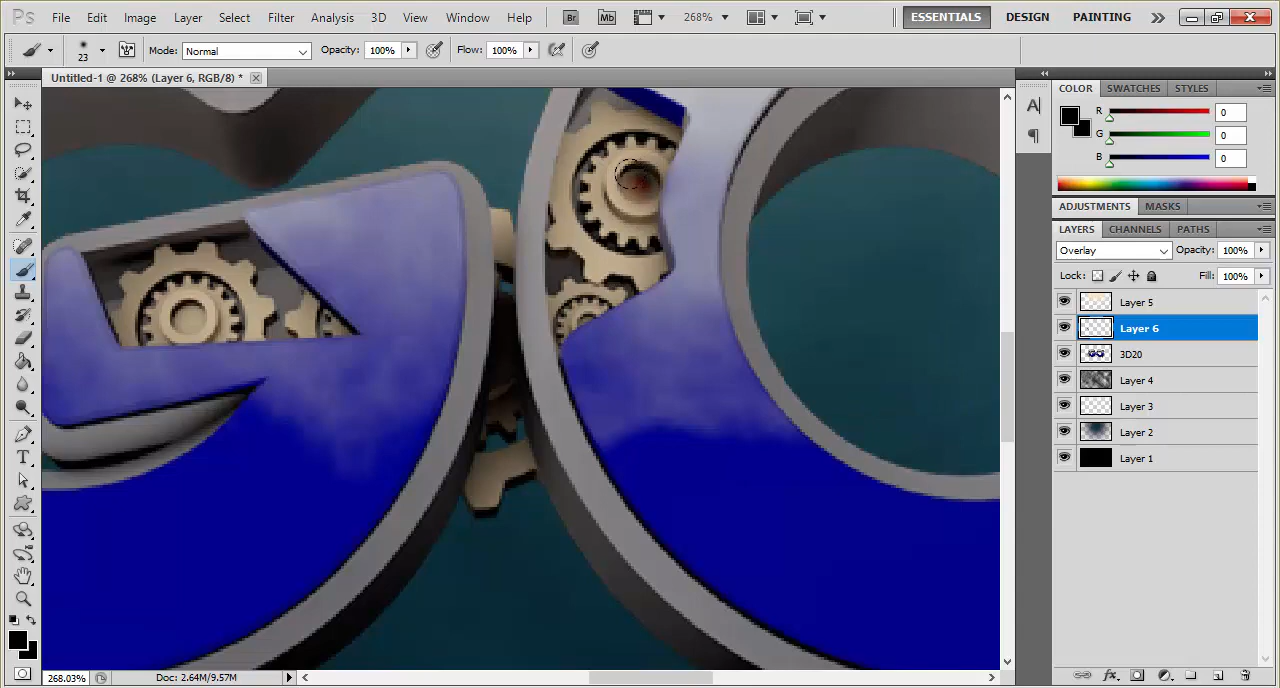 Ps File Edit Image Layer Select Filter Analysis 3D View Window Help Br Mb 268% ESSENTIALS DESIGN PAINTING
23 Mode: Normal Opacity: 100% Flow: 100%
Untitled-1 @ 268% (Layer 6, RGB/8) *
COLOR SWATCHES STYLES
R 0
G 0
B 0
ADJUSTMENTS MASKS
LAYERS CHANNELS PATHS
Overlay Opacity: 100%
Lock: Fill: 100%
Layer 5
Layer 6
3D20
Layer 4
Layer 3
Layer 2
Layer 1
268.03% Doc: 2.64M/9.57M